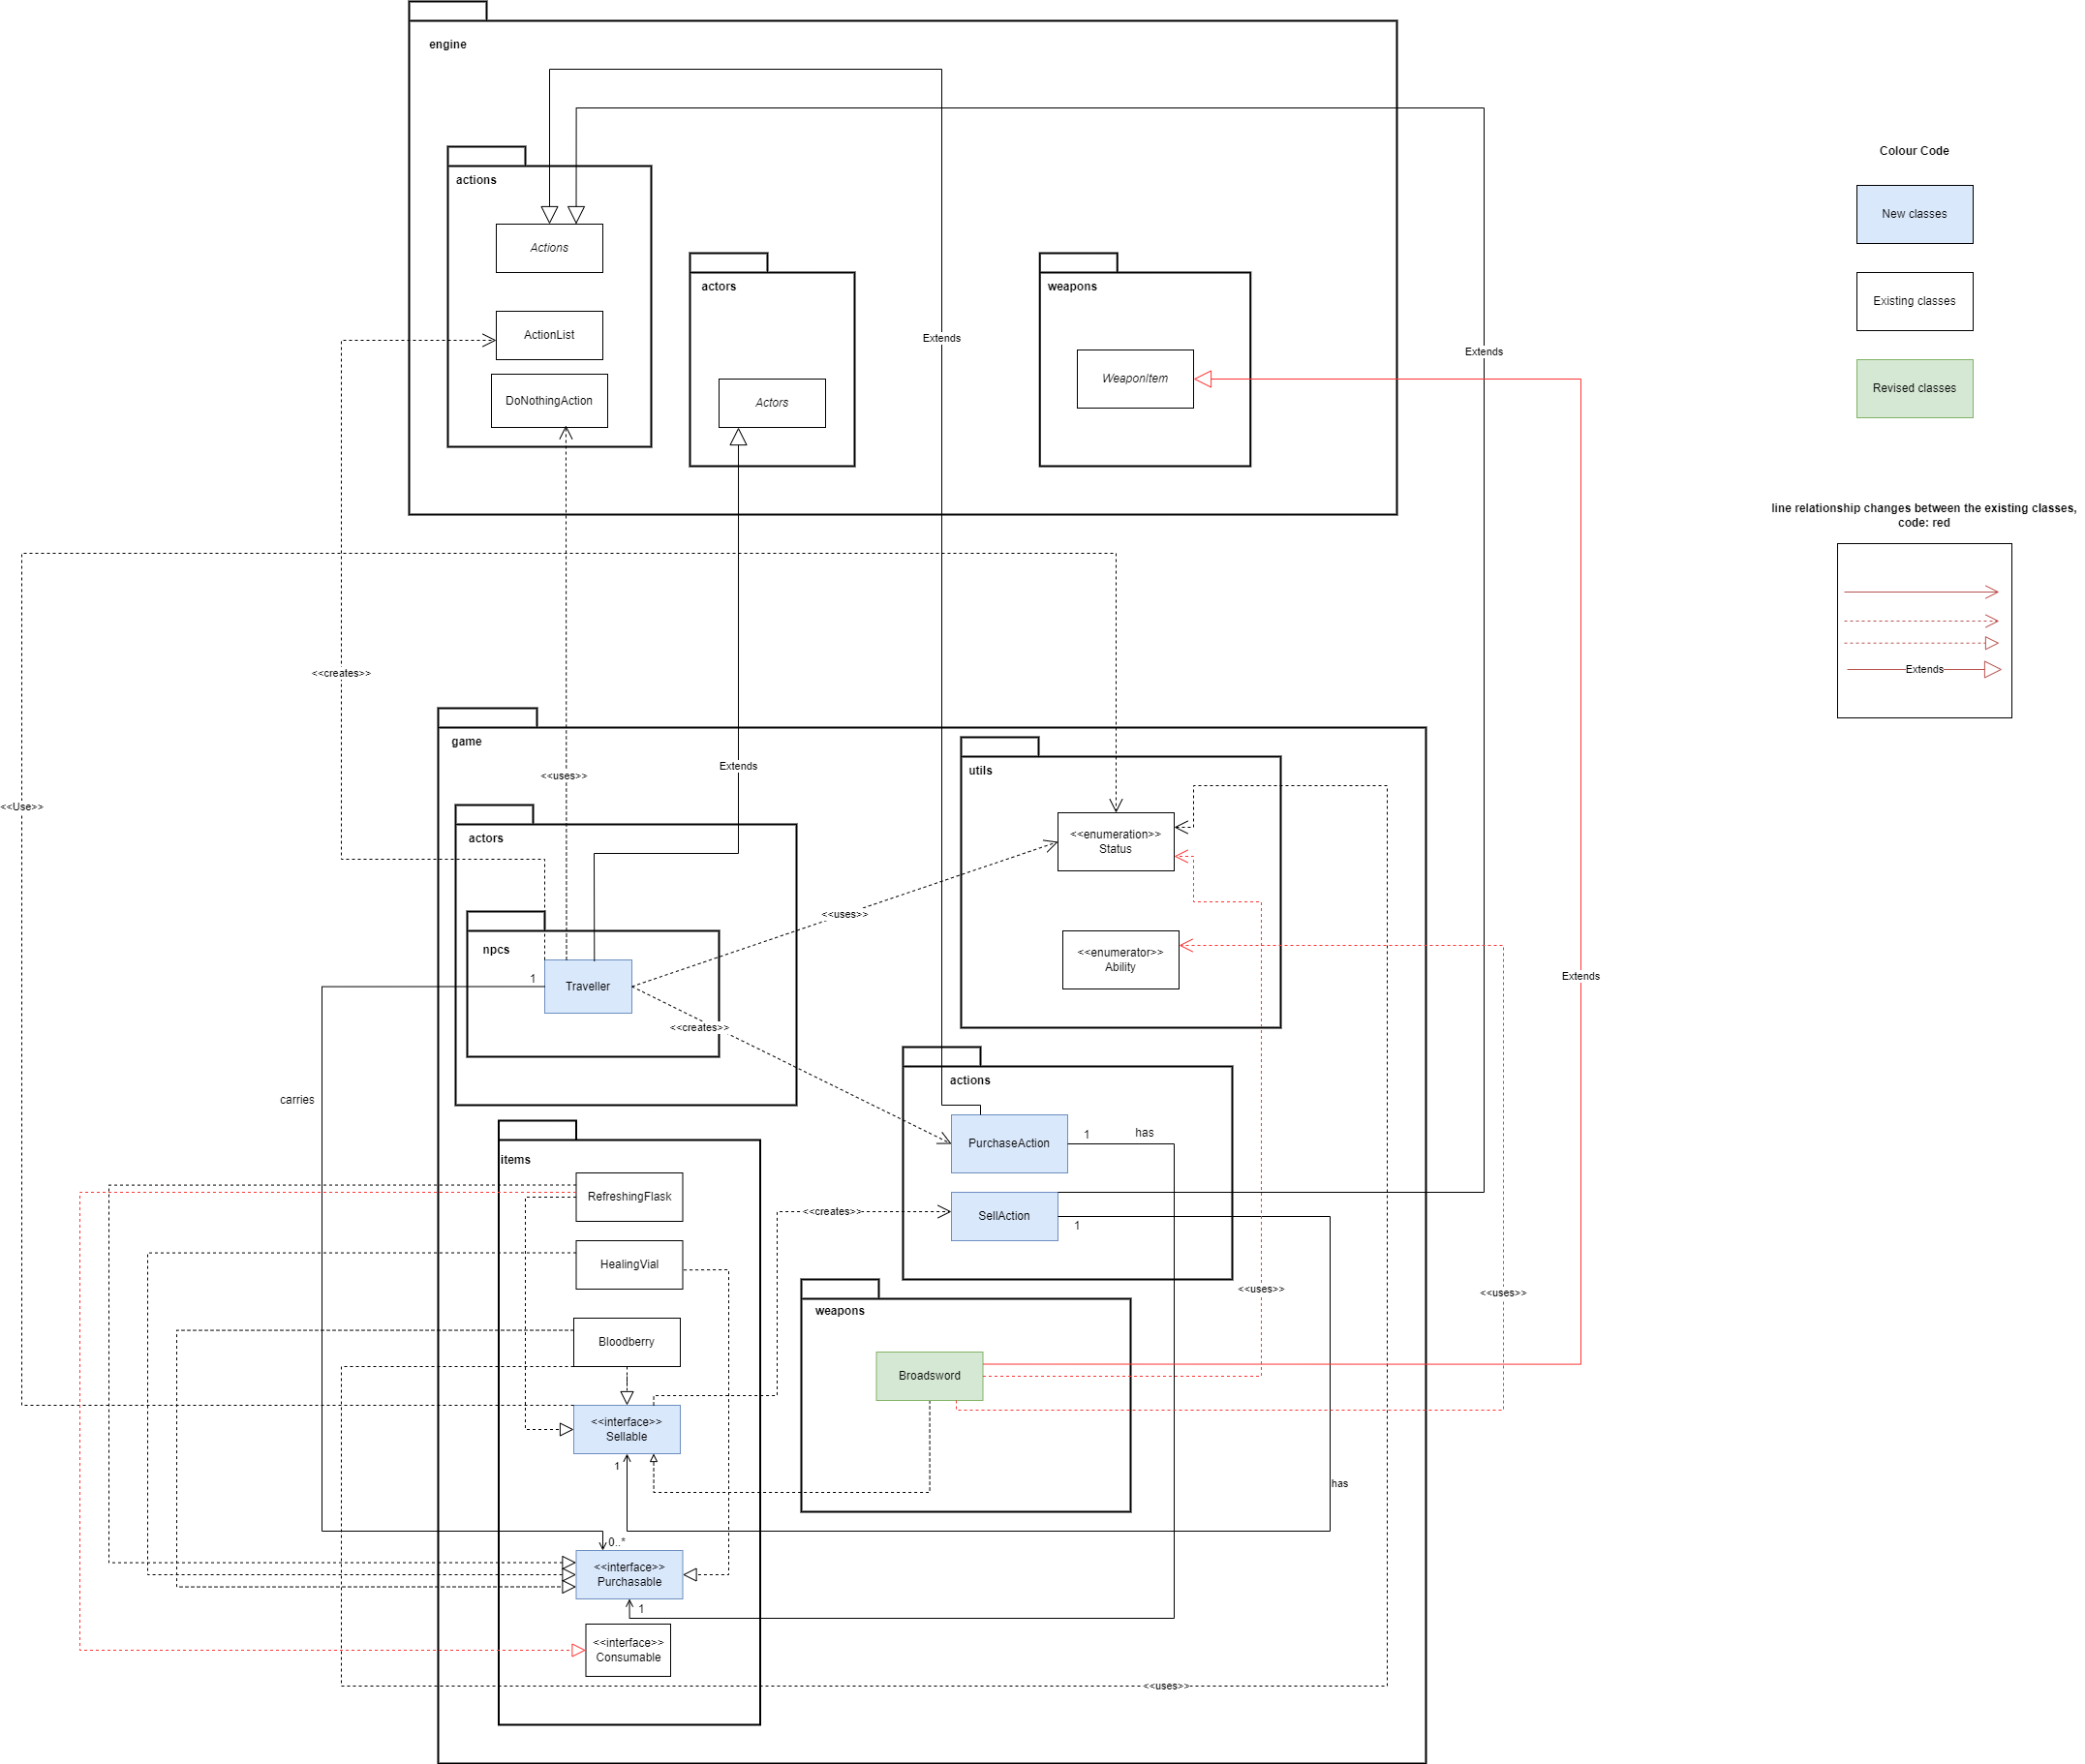 engine
actions
Actions
ActionList
DoNothingAction
actors
Actors
weapons
WeaponItem
Extends
Extends
Colour Code
New classes
Existing classes
Revised classes
line relationship changes between the existing classes,
code: red
Extends
<<creates>>
<<uses>>
Extends
<<Use>>
game
utils
<<enumeration>>
Status
<<enumerator>>
Ability
actors
npcs
1
Traveller
<<uses>>
<<creates>>
Extends
carries
actions
PurchaseAction
1
has
SellAction
1
<<creates>>
items
RefreshingFlask
HealingVial
Bloodberry
<<interface>>
Sellable
1
weapons
Broadsword
<<uses>>
<<uses>>
has
0..*
<<interface>>
Purchasable
1
<<interface>>
Consumable
<<uses>>